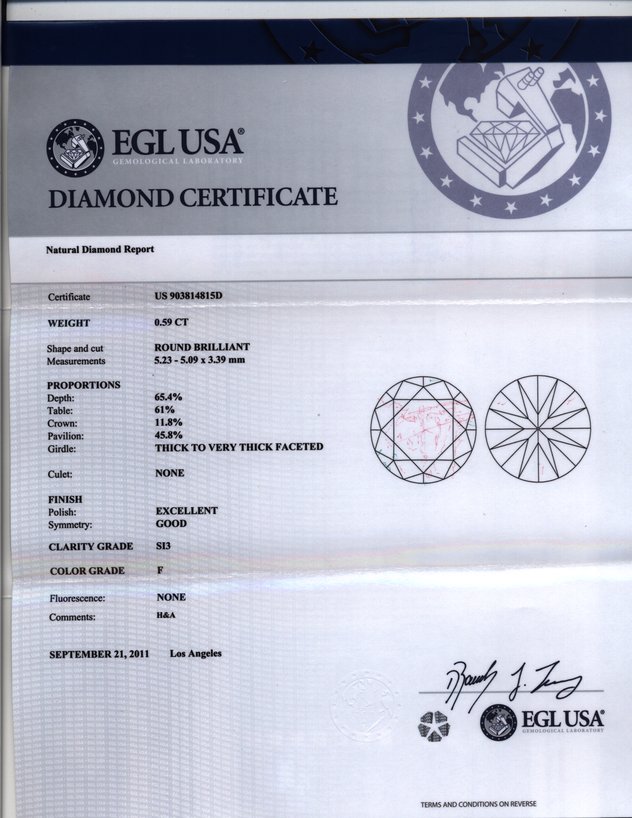 EGL USA®
GEMOLOGICAL LABORATORY
DIAMOND CERTIFICATE
Natural Diamond Report
Certificate US 903814815D
WEIGHT 0.59 CT
Shape and cut ROUND BRILLIANT
Measurements 5.23 - 5.09 x 3.39 mm
PROPORTIONS
Depth: 65.4%
Table: 61%
Crown: 11.8%
Pavilion: 45.8%
Girdle: THICK TO VERY THICK FACETED
Culet: NONE
FINISH
Polish: EXCELLENT
Symmetry: GOOD
CLARITY GRADE SI3
COLOR GRADE F
Fluorescence: NONE
Comments: H&A
SEPTEMBER 21, 2011 Los Angeles
EGL USA®
GEMOLOGICAL LABORATORY
TERMS AND CONDITIONS ON REVERSE